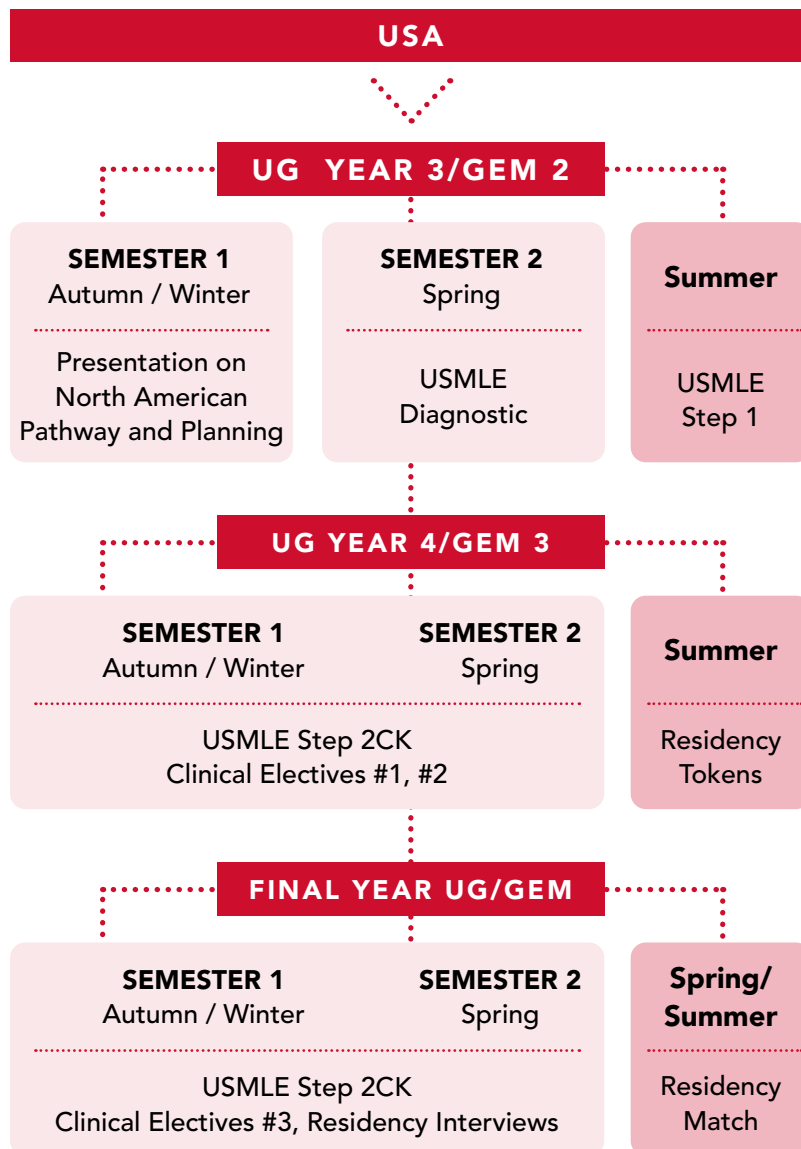 USA
UG YEAR 3/GEM 2
SEMESTER 1
Autumn / Winter
Presentation on
North American
Pathway and Planning
SEMESTER 2
Spring
USMLE
Diagnostic
Summer
USMLE
Step 1
UG YEAR 4/GEM 3
SEMESTER 1
Autumn / Winter
SEMESTER 2
Spring
USMLE Step 2CK
Clinical Electives #1, #2
Summer
Residency
Tokens
FINAL YEAR UG/GEM
SEMESTER 1
Autumn / Winter
SEMESTER 2
Spring
USMLE Step 2CK
Clinical Electives #3, Residency Interviews
Spring/
Summer
Residency
Match